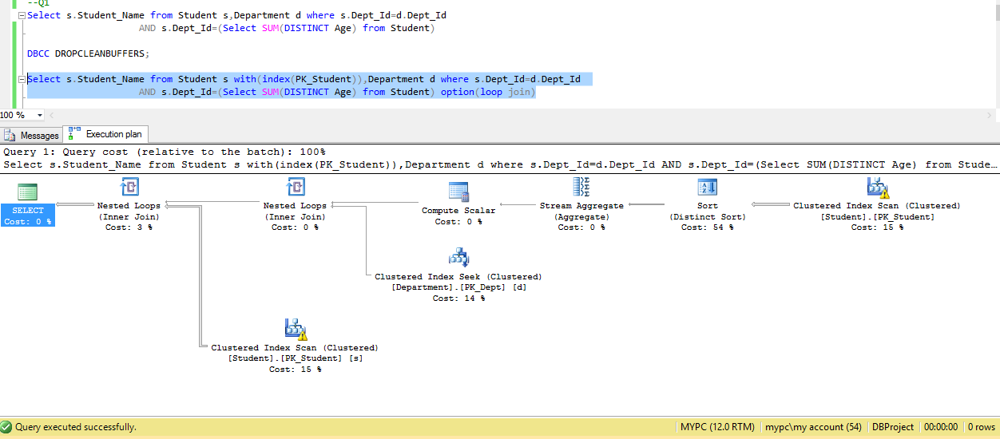 --Q1
Select s.Student_Name from Student s,Department d where s.Dept_Id=d.Dept_Id
AND s.Dept_Id=(Select SUM(DISTINCT Age) from Student)
DBCC DROPCLEANBUFFERS;
Select s.Student_Name from Student s with(index(PK_Student)),Department d where s.Dept_Id=d.Dept_Id
AND s.Dept_Id=(Select SUM(DISTINCT Age) from Student) option(loop join)
100 %
Messages
Execution plan
Query 1: Query cost (relative to the batch): 100%
Select s.Student_Name from Student s with(index(PK_Student)),Department d where s.Dept_Id=d.Dept_Id AND s.Dept_Id=(Select SUM(DISTINCT Age) from Stude…
SELECT
Cost: 0 %
Nested Loops
(Inner Join)
Cost: 3 %
Nested Loops
(Inner Join)
Cost: 0 %
Compute Scalar
Cost: 0 %
Stream Aggregate
(Aggregate)
Cost: 0 %
Sort
(Distinct Sort)
Cost: 54 %
Clustered Index Scan (Clustered)
[Student].[PK_Student]
Cost: 15 %
Clustered Index Seek (Clustered)
[Department].[PK_Dept] [d]
Cost: 14 %
Clustered Index Scan (Clustered)
[Student].[PK_Student] [s]
Cost: 15 %
Query executed successfully.
MYPC (12.0 RTM)
mypc\my account (54)
DBProject
00:00:00
0 rows